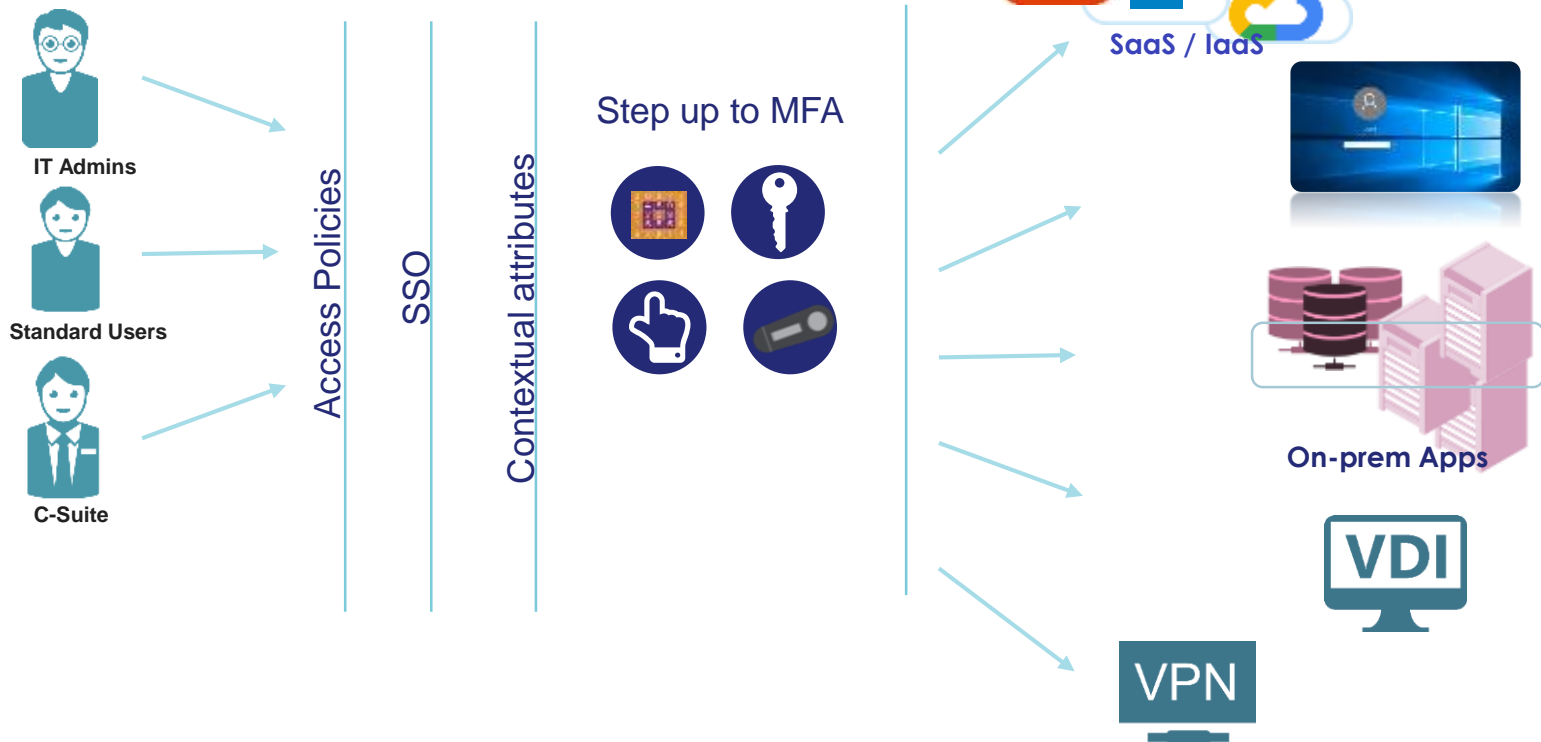 SaaS / IaaS
Step up to MFA
IT Admins
Standard Users
C-Suite
Access Policies
SSO
Contextual attributes
On-prem Apps
VDI
VPN